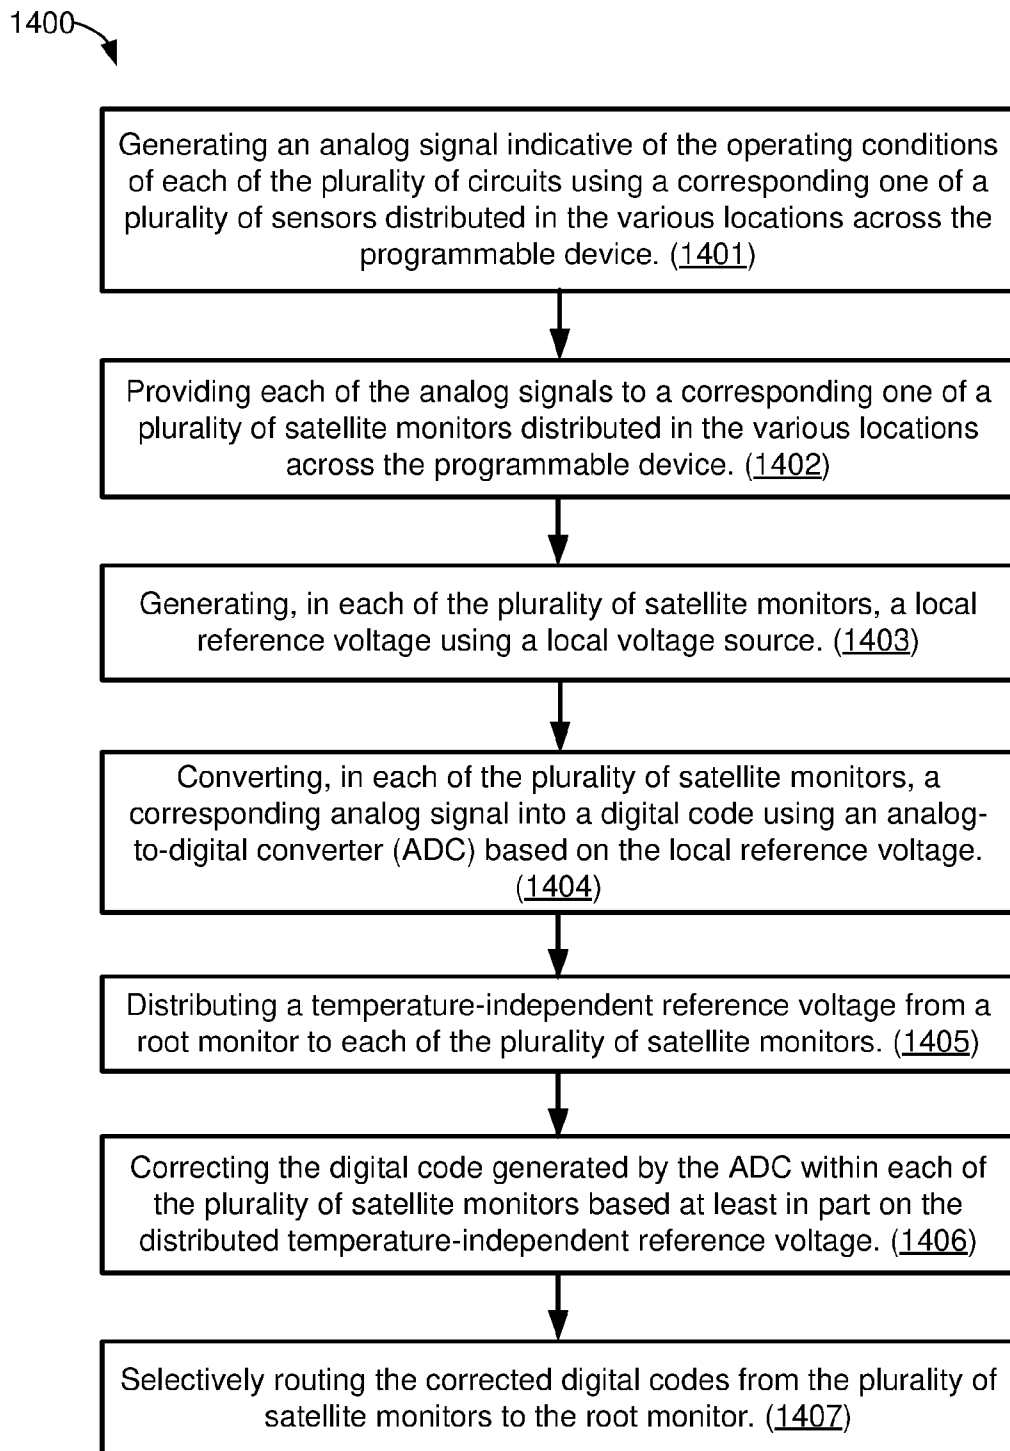 1400
Generating an analog signal indicative of the operating conditions
of each of the plurality of circuits using a corresponding one of a
plurality of sensors distributed in the various locations across the
programmable device. (1401)
Providing each of the analog signals to a corresponding one of a
plurality of satellite monitors distributed in the various locations
across the programmable device. (1402)
Generating, in each of the plurality of satellite monitors, a local
reference voltage using a local voltage source. (1403)
Converting, in each of the plurality of satellite monitors, a
corresponding analog signal into a digital code using an analog-
to-digital converter (ADC) based on the local reference voltage.
(1404)
Distributing a temperature-independent reference voltage from a
root monitor to each of the plurality of satellite monitors. (1405)
Correcting the digital code generated by the ADC within each of
the plurality of satellite monitors based at least in part on the
distributed temperature-independent reference voltage. (1406)
Selectively routing the corrected digital codes from the plurality of
satellite monitors to the root monitor. (1407)